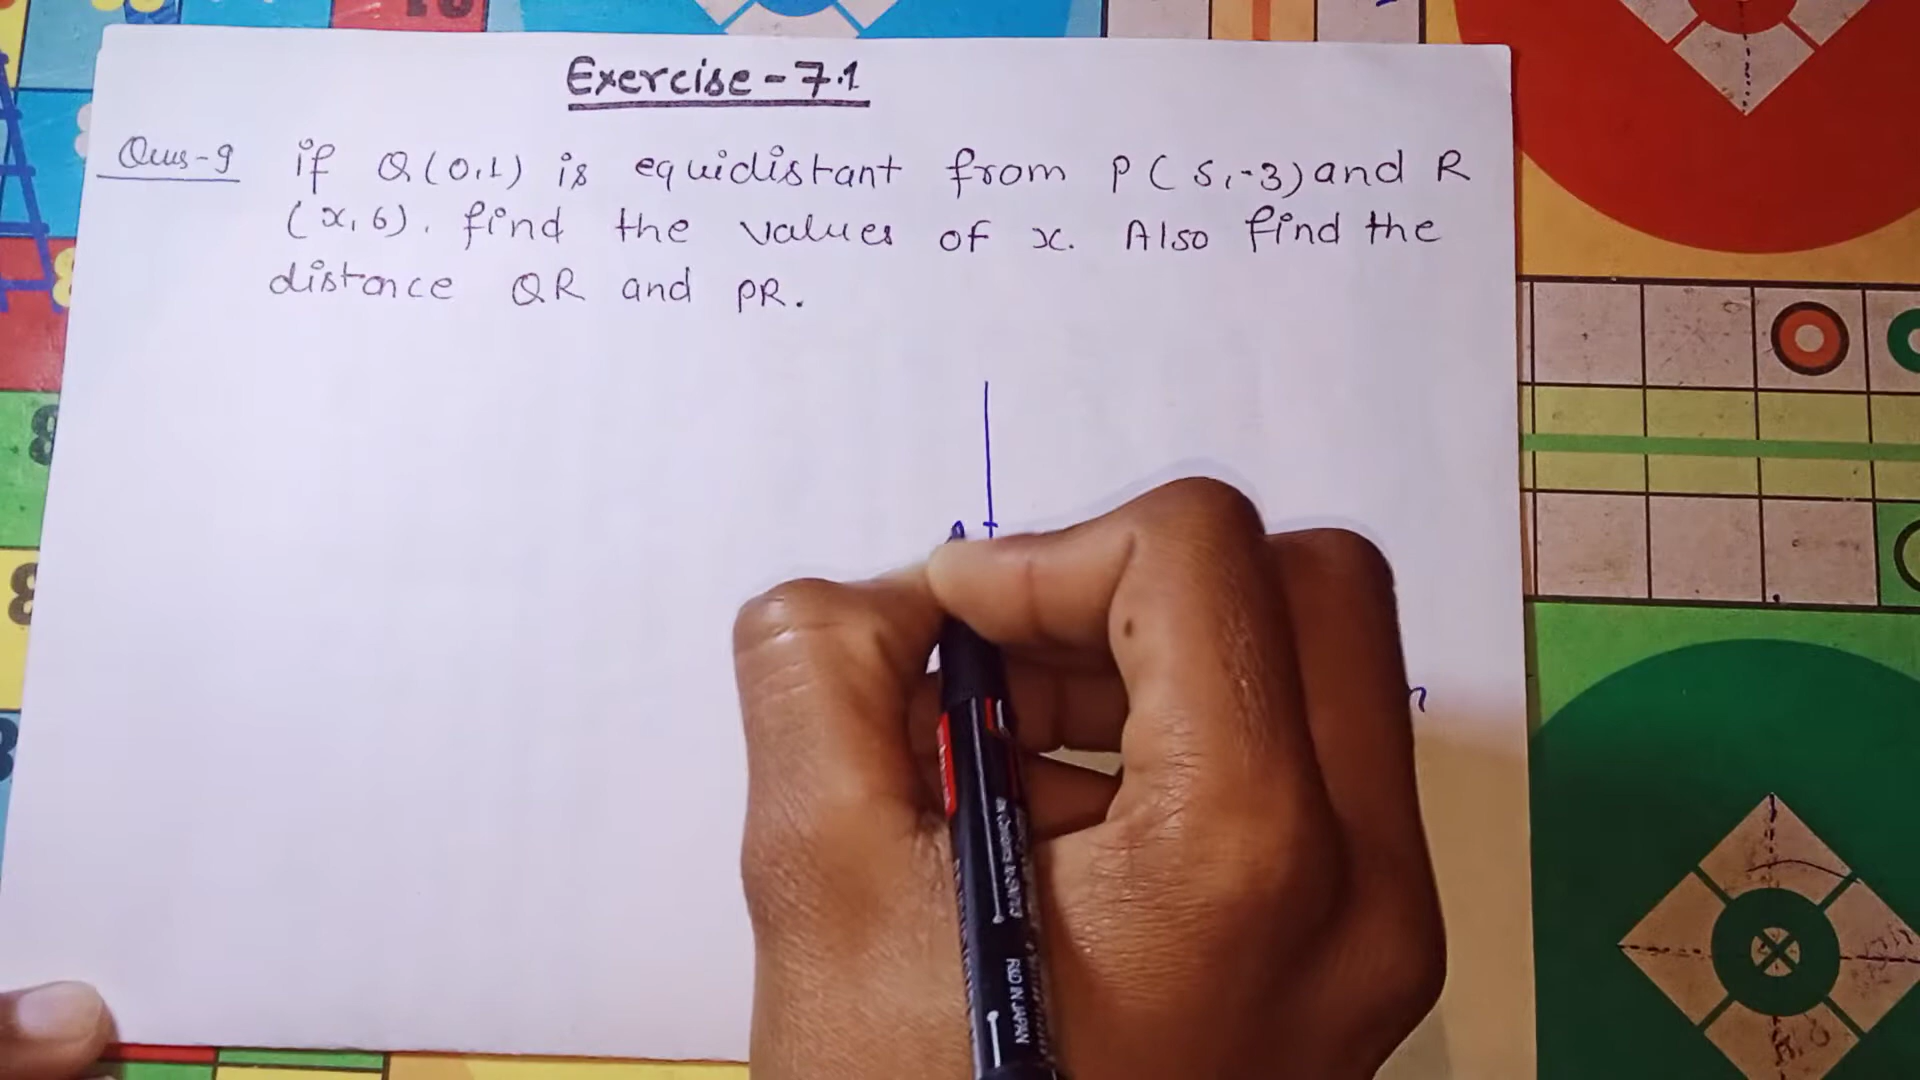 Exercise-7.1
Ques-9 if Q(0,1) is equidistant from P(5,-3) and R
(x,6). find the values of x. Also find the
distance QR and PR.